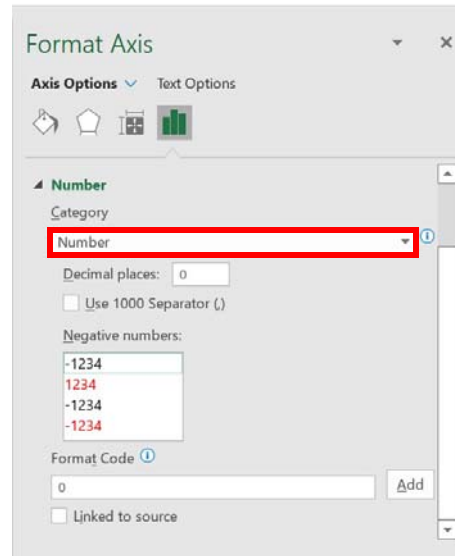 Format Axis
Axis Options Text Options
Number
Category
Number
Decimal places: 0
Use 1000 Separator (,)
Negative numbers:
-1234
1234
-1234
-1234
Format Code
0 Add
Linked to source